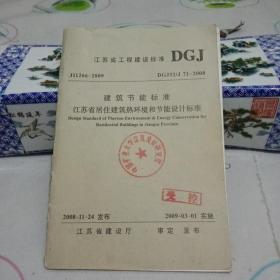 江苏省工程建设标准 DGJ
J11266-2008 DGJ32/J 71-2008
建筑节能标准
江苏省居住建筑热环境和节能设计标准
Design Standard of Thermo-Environment & Energy Conservation for
Residential Buildings in Jiangsu Province
受控
2008-11-24 发布 2009-03-01 实施
江苏省建设厅 审定 发布